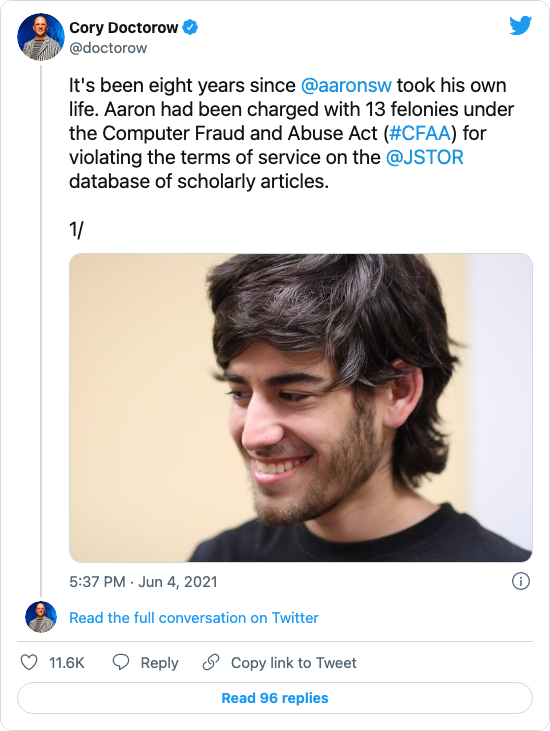 Cory Doctorow
@doctorow
It's been eight years since @aaronsw took his own
life. Aaron had been charged with 13 felonies under
the Computer Fraud and Abuse Act (#CFAA) for
violating the terms of service on the @JSTOR
database of scholarly articles.
1/
5:37 PM · Jun 4, 2021
Read the full conversation on Twitter
11.6K Reply Copy link to Tweet
Read 96 replies